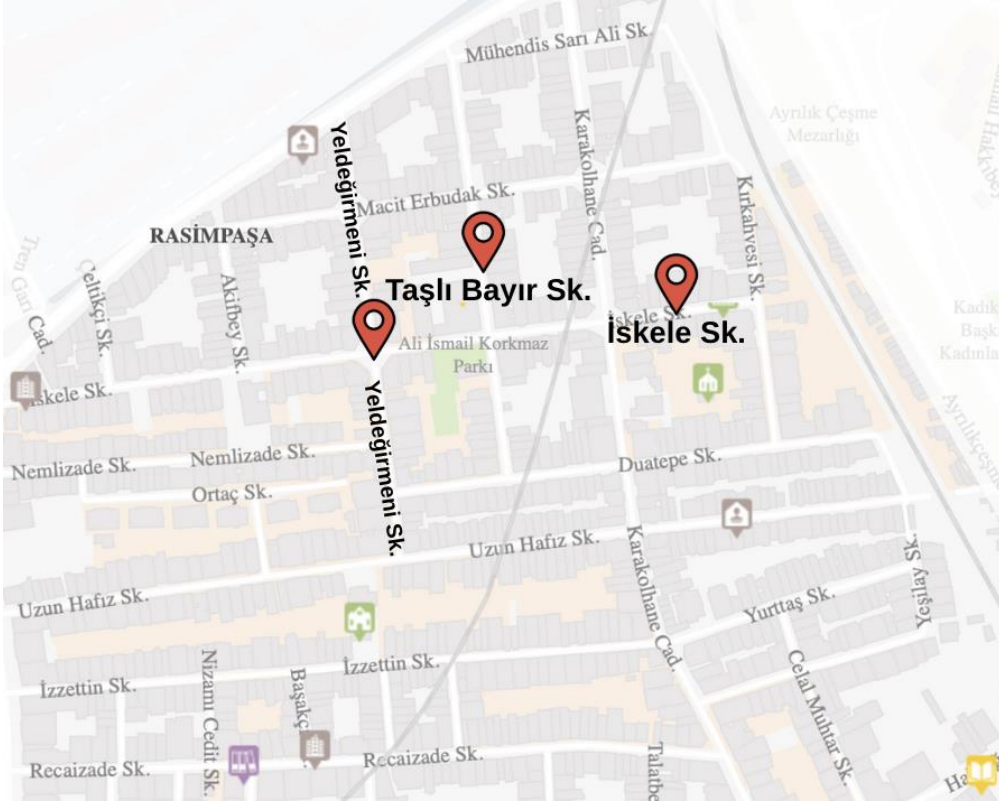 Mühendis Sarı Ali Sk.
Ayrılık Çeşme
Mezarlığı
Karakolhane Cad.
Yeldeğirmeni Sk.
Macit Erbudak Sk.
Kırkahvesi Sk.
RASİMPAŞA
Tren Garı Cad.
Çeltikçi Sk.
Akifbey Sk.
Taşlı Bayır Sk.
İskele Sk.
İskele Sk.
Ali İsmail Korkmaz
Parkı
İskele Sk.
Yeldeğirmeni Sk.
Nemlizade Sk.
Nemlizade Sk.
Duatepe Sk.
Ortaç Sk.
Uzun Hafız Sk.
Uzun Hafız Sk.
Karakolhane Cad.
Yeşilay Sk.
Yurttaş Sk.
İzzettin Sk.
İzzettin Sk.
Nizami Cedit Sk.
Celal Muhtar Sk.
Recaizade Sk.
Recaizade Sk.